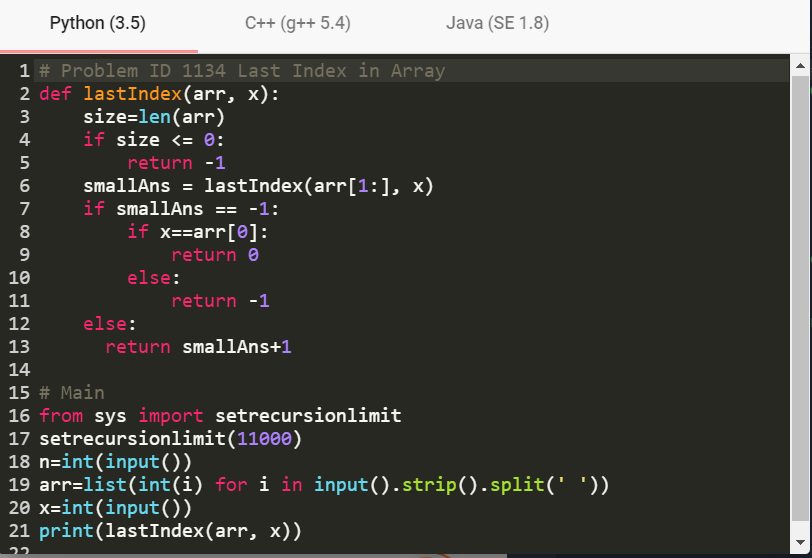 Python (3.5) C++ (g++ 5.4) Java (SE 1.8)
1 # Problem ID 1134 Last Index in Array
2 def lastIndex(arr, x):
3     size=len(arr)
4     if size <= 0:
5         return -1
6     smallAns = lastIndex(arr[1:], x)
7     if smallAns == -1:
8         if x==arr[0]:
9             return 0
10         else:
11             return -1
12     else:
13       return smallAns+1
14
15 # Main
16 from sys import setrecursionlimit
17 setrecursionlimit(11000)
18 n=int(input())
19 arr=list(int(i) for i in input().strip().split(' '))
20 x=int(input())
21 print(lastIndex(arr, x))
22